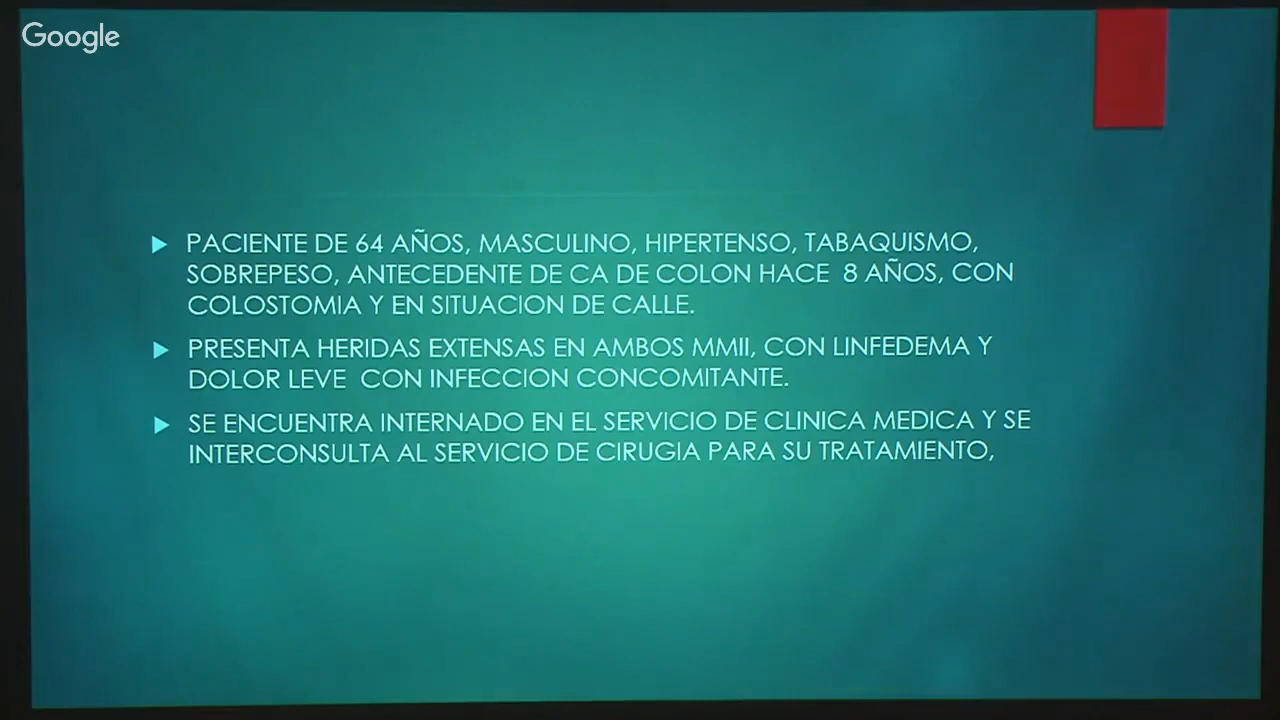 Google
PACIENTE DE 64 AÑOS, MASCULINO, HIPERTENSO, TABAQUISMO,
SOBREPESO, ANTECEDENTE DE CA DE COLON HACE 8 AÑOS, CON
COLOSTOMIA Y EN SITUACION DE CALLE.
PRESENTA HERIDAS EXTENSAS EN AMBOS MMII, CON LINFEDEMA Y
DOLOR LEVE CON INFECCION CONCOMITANTE.
SE ENCUENTRA INTERNADO EN EL SERVICIO DE CLINICA MEDICA Y SE
INTERCONSULTA AL SERVICIO DE CIRUGIA PARA SU TRATAMIENTO,